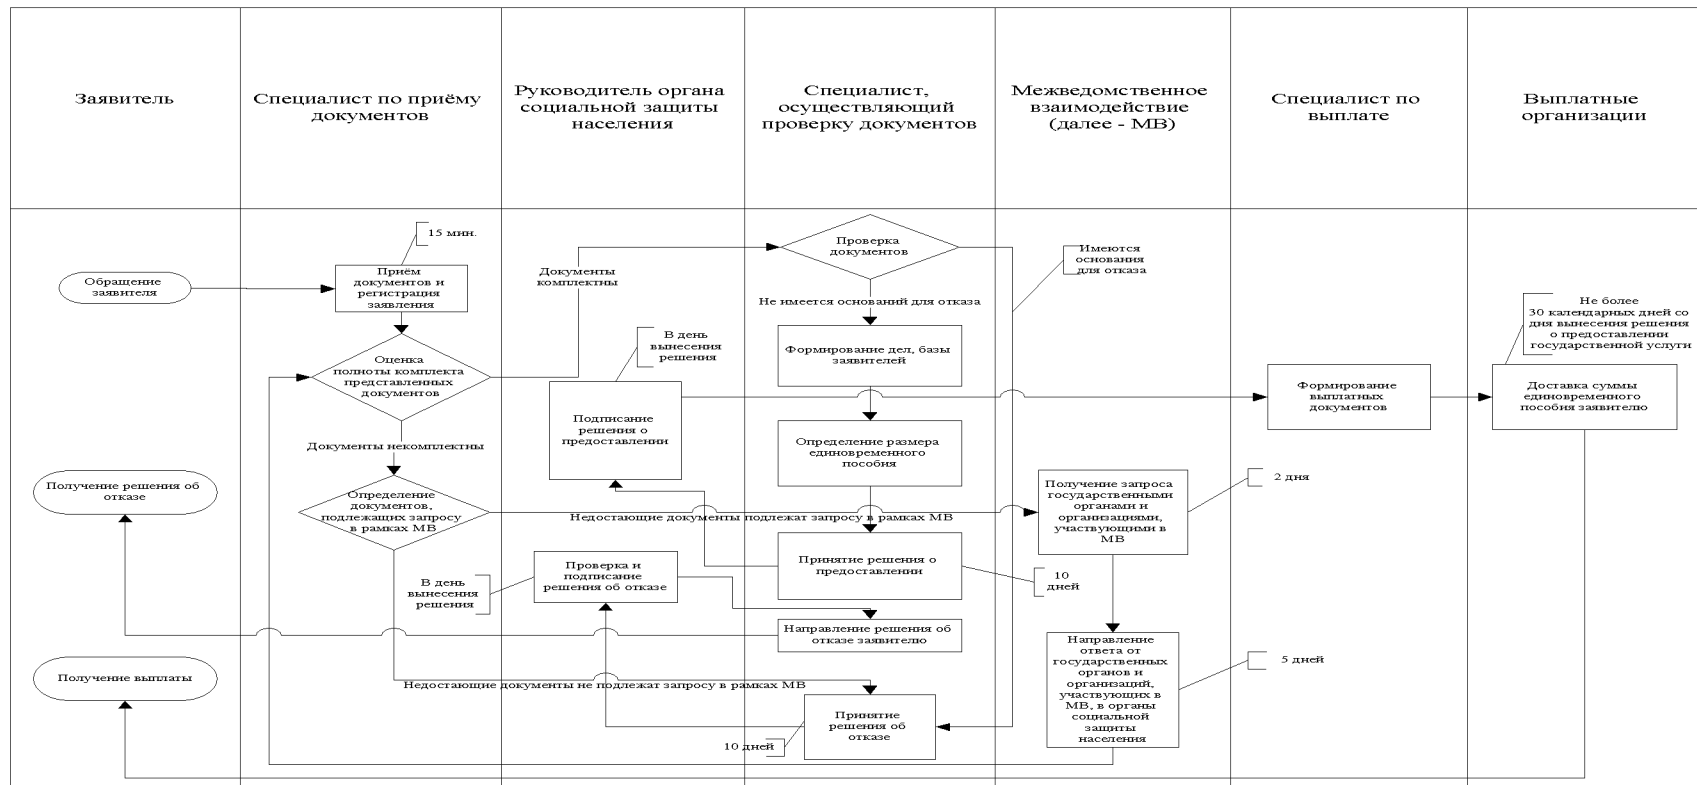 Заявитель
Специалист по приёму
документов
Руководитель органа
социальной защиты
населения
Специалист,
осуществляющий
проверку документов
Межведомственное
взаимодействие
(далее - МВ)
Специалист по
выплате
Выплатные
организации
15 мин.
Обращение
заявителя
Приём
документов и
регистрация
заявления
Документы
комплектны
Проверка
документов
Имеются
основания
для отказа
Не имеется оснований для отказа
Не более
30 календарных дней со
дня вынесения решения
о предоставлении
государственной услуги
Оценка
полноты комплекта
представленных
документов
В день
вынесения
решения
Формирование дел, базы
заявителей
Формирование
выплатных
документов
Доставка суммы
единовременного
пособия заявителю
Подписание
решения о
предоставлении
Документы некомплектны
Определение размера
единовременного
пособия
Получение решения об
отказе
Определение
документов,
подлежащих запросу
в рамках МВ
Недостающие документы подлежат запросу в рамках МВ
Получение запроса
государственными
органами и
организациями,
участвующими в
МВ
2 дня
Проверка и
подписание
решения об отказе
В день
вынесения
решения
Принятие решения о
предоставлении
10
дней
Направление решения об
отказе заявителю
Направление
ответа от
государственных
органов и
организаций,
участвующих в
МВ, в органы
социальной
защиты
населения
5 дней
Получение выплаты
Недостающие документы не подлежат запросу в рамках МВ
Принятие
решения об
отказе
10 дней